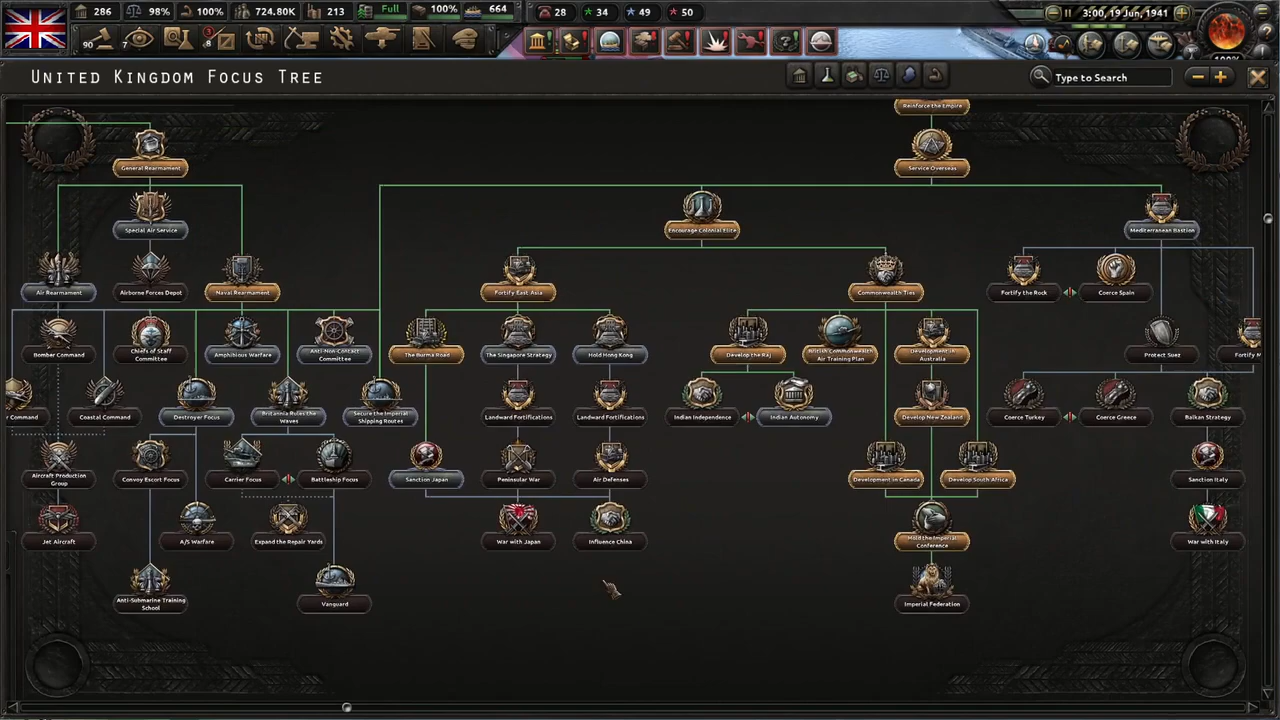 286
98%
100%
724.80K
213
Full
100%
664
28
34
49
50
3:00, 19 Jun, 1941
90
7
8
100%
UNITED KINGDOM FOCUS TREE
Type to Search
Reinforce the Empire
General Rearmament
Service Overseas
Special Air Service
Encourage Colonial Elite
Mediterranean Bastion
Air Rearmament
Airborne Forces Depot
Naval Rearmament
Fortify East Asia
Commonwealth Ties
Fortify the Rock
Coerce Spain
Bomber Command
Chiefs of Staff
Committee
Amphibious Warfare
Anti-Non-Contact
Committee
The Burma Road
The Singapore Strategy
Hold Hong Kong
Develop the Raj
British Commonwealth
Air Training Plan
Development in
Australia
Protect Suez
Fortify M
Command
Coastal Command
Destroyer Focus
Britannia Rules the
Waves
Secure the Imperial
Shipping Routes
Landward Fortifications
Landward Fortifications
Indian Independence
Indian Autonomy
Develop New Zealand
Coerce Turkey
Coerce Greece
Balkan Strategy
Aircraft Production
Group
Convoy Escort Focus
Carrier Focus
Battleship Focus
Sanction Japan
Peninsular War
Air Defenses
Development in Canada
Develop South Africa
Sanction Italy
Jet Aircraft
A/S Warfare
Expand the Repair Yards
War with Japan
Influence China
Hold the Imperial
Conference
War with Italy
Anti-Submarine Training
School
Vanguard
Imperial Federation